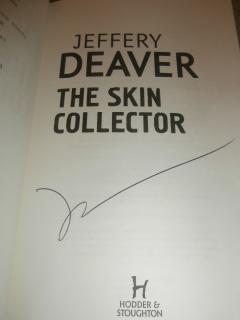 JEFFERY
DEAVER
THE SKIN
COLLECTOR
H
HODDER &
STOUGHTON